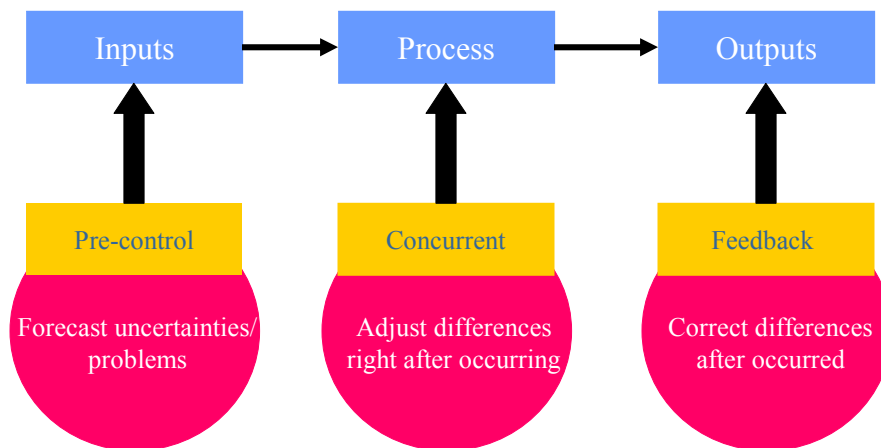 Inputs
Process
Outputs
Pre-control
Concurrent
Feedback
Forecast uncertainties/
problems
Adjust differences
right after occurring
Correct differences
after occurred